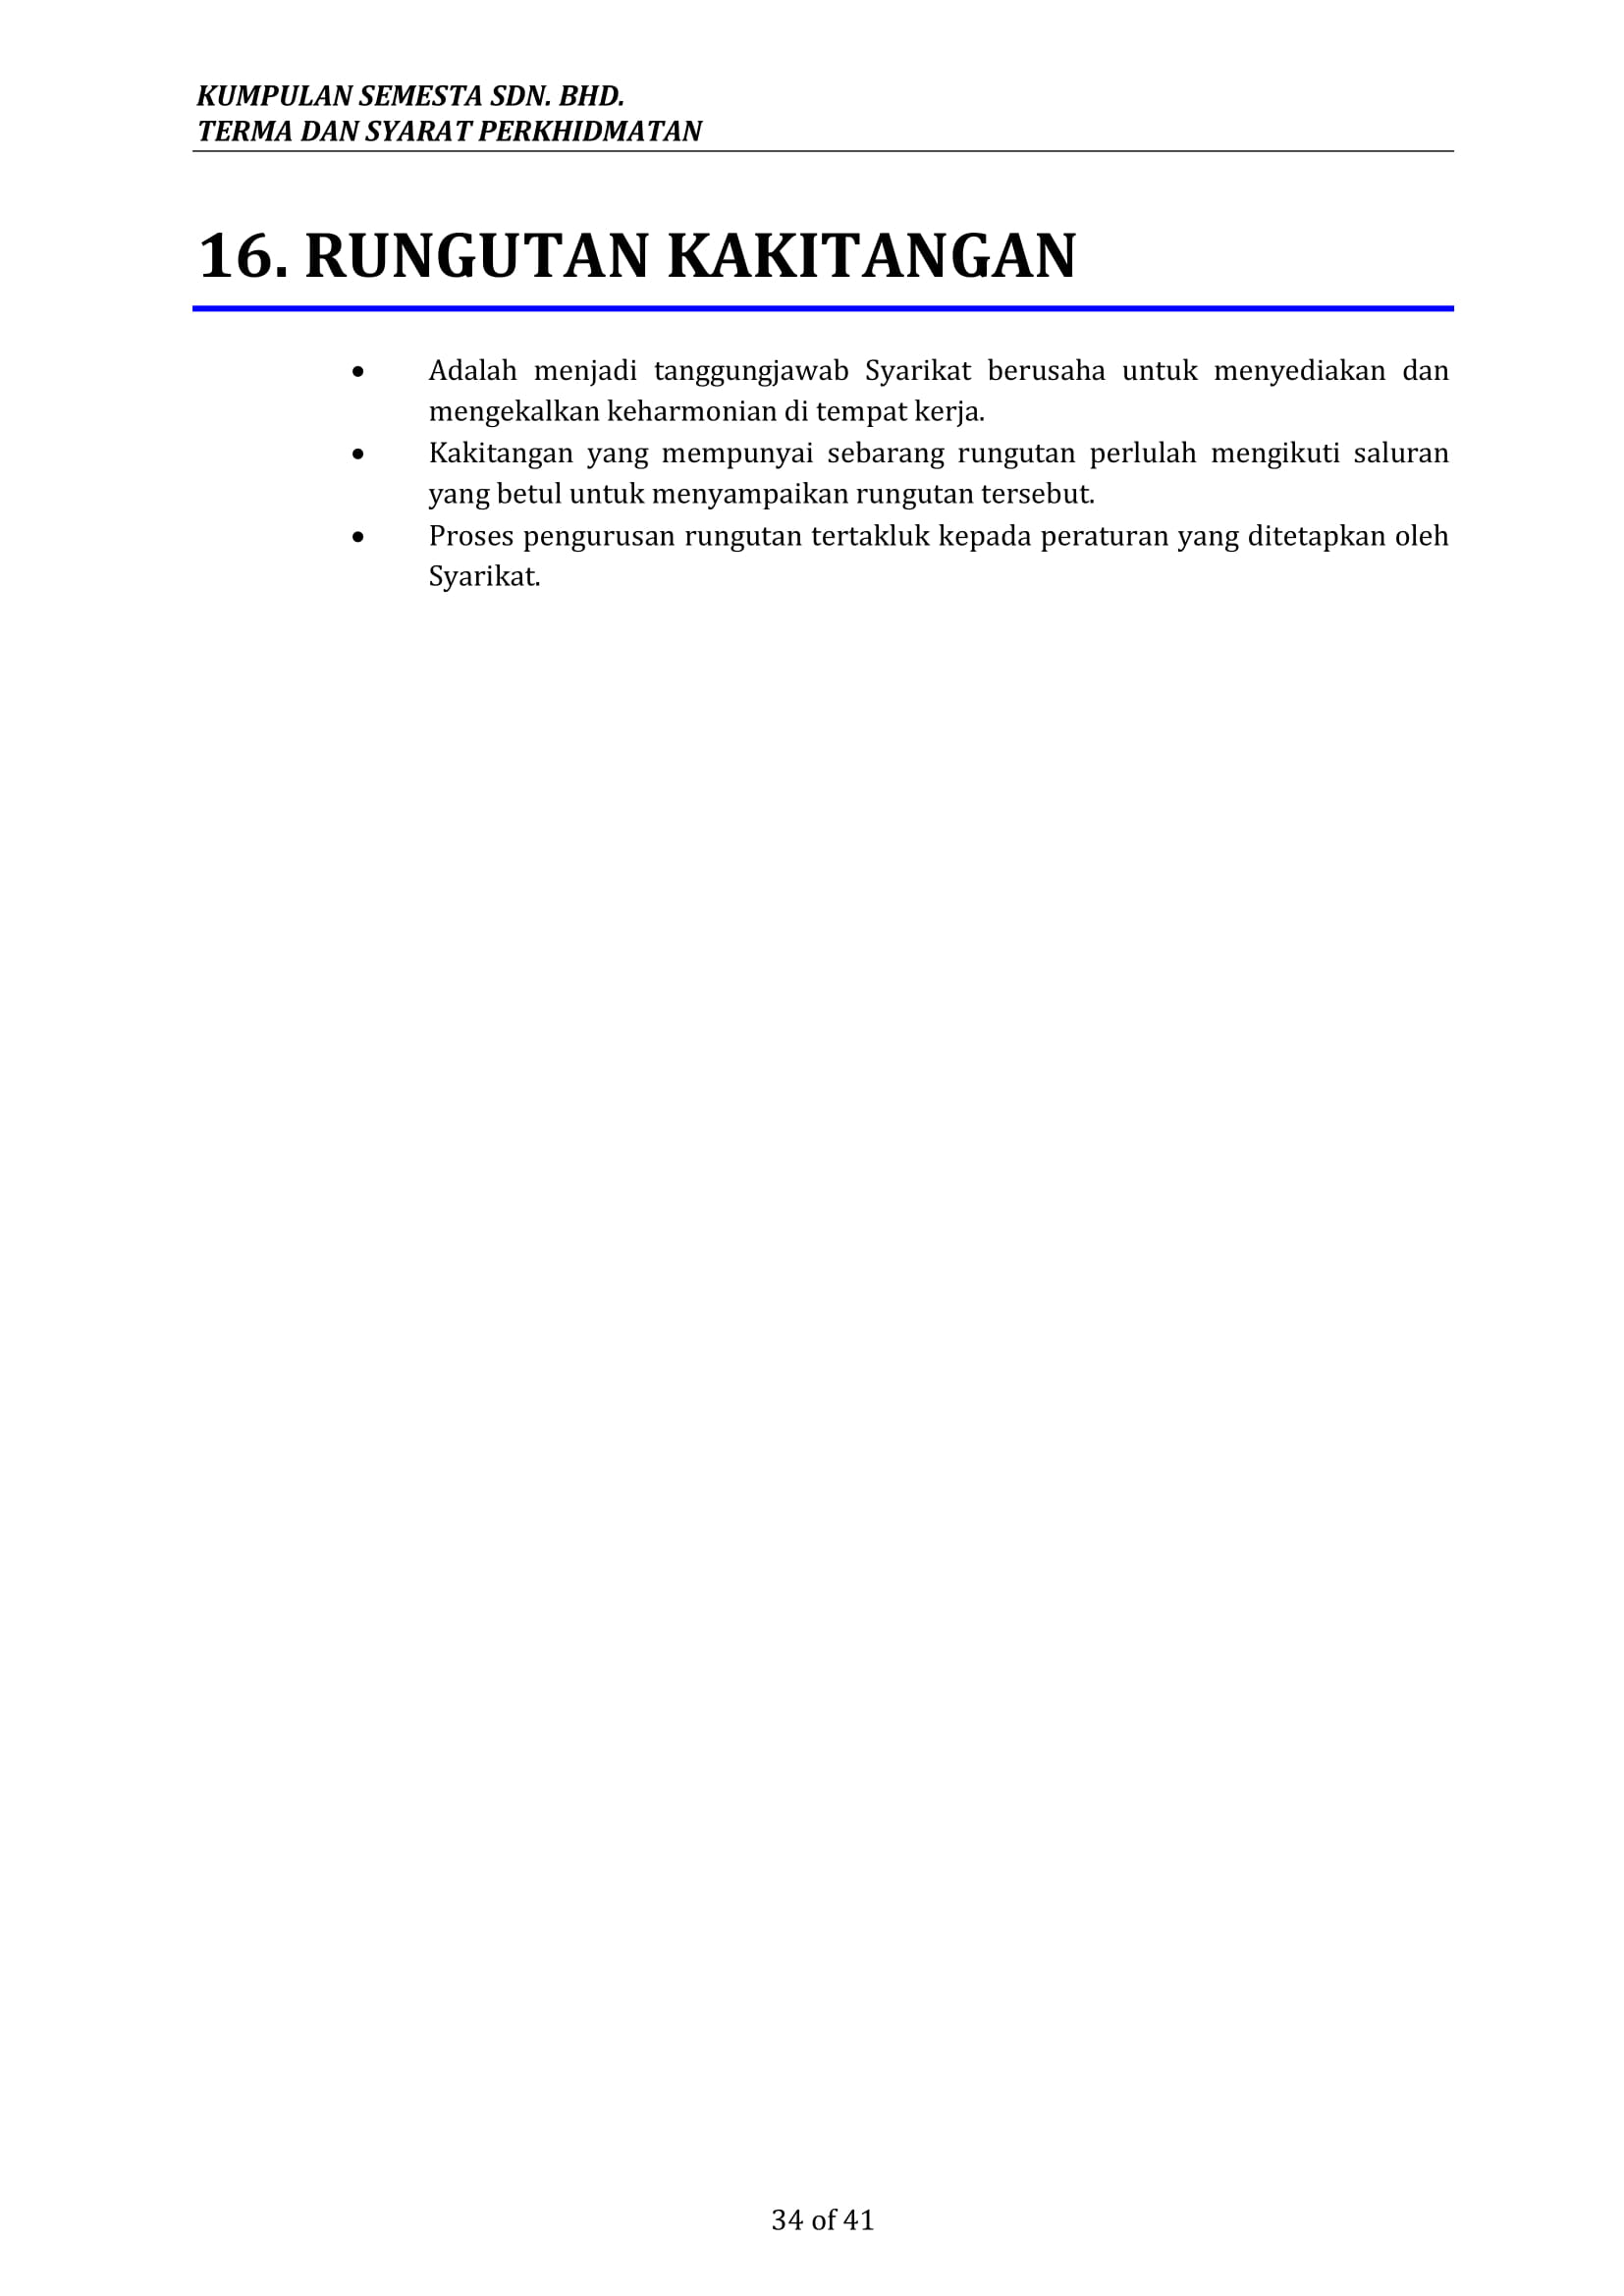 KUMPULAN SEMESTA SDN. BHD.
TERMA DAN SYARAT PERKHIDMATAN
16. RUNGUTAN KAKITANGAN
• Adalah menjadi tanggungjawab Syarikat berusaha untuk menyediakan dan
mengekalkan keharmonian di tempat kerja.
• Kakitangan yang mempunyai sebarang rungutan perlulah mengikuti saluran
yang betul untuk menyampaikan rungutan tersebut.
• Proses pengurusan rungutan tertakluk kepada peraturan yang ditetapkan oleh
Syarikat.
34 of 41